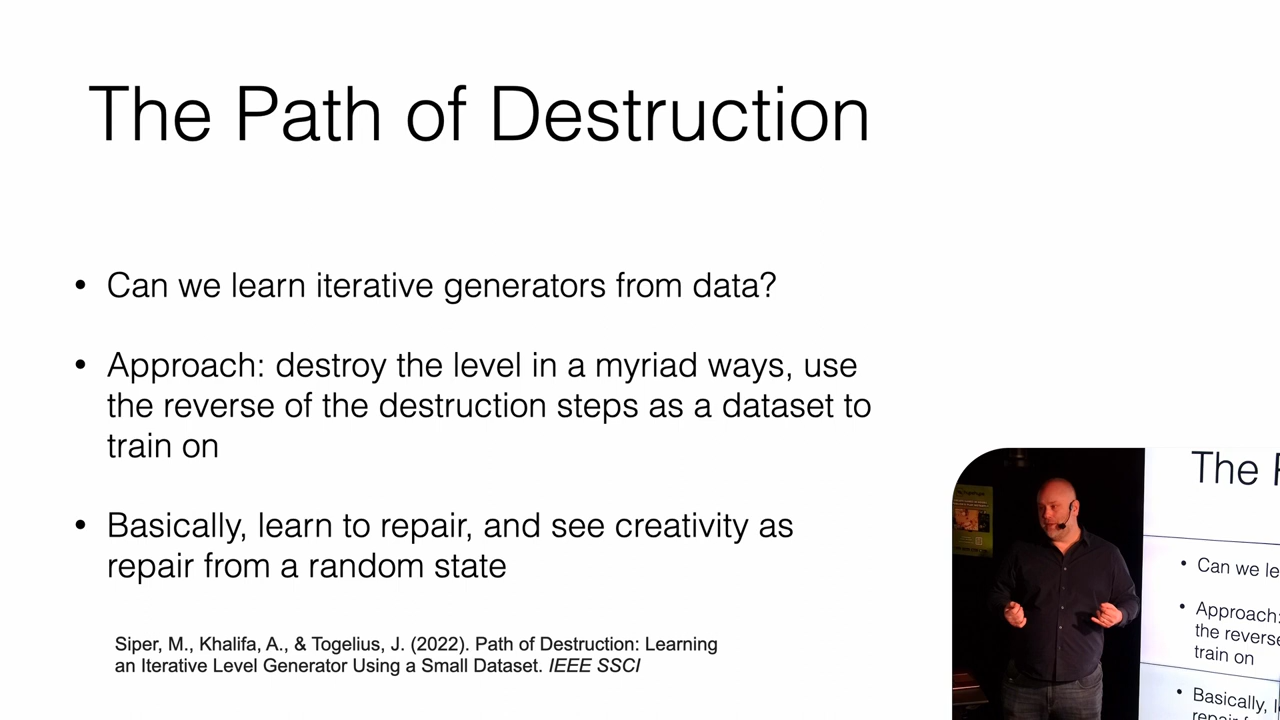 The Path of Destruction
• Can we learn iterative generators from data?
• Approach: destroy the level in a myriad ways, use
the reverse of the destruction steps as a dataset to
train on
• Basically, learn to repair, and see creativity as
repair from a random state
Siper, M., Khalifa, A., & Togelius, J. (2022). Path of Destruction: Learning
an Iterative Level Generator Using a Small Dataset. IEEE SSCI
The
• Can we le
• Approach:
the reverse
train on
• Basically,